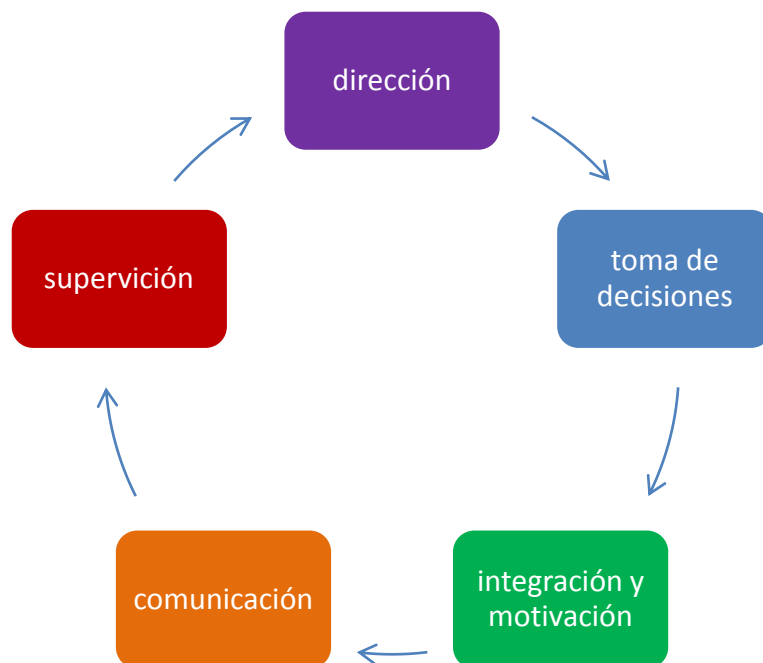 dirección
toma de
decisiones
integración y
motivación
comunicación
supervición